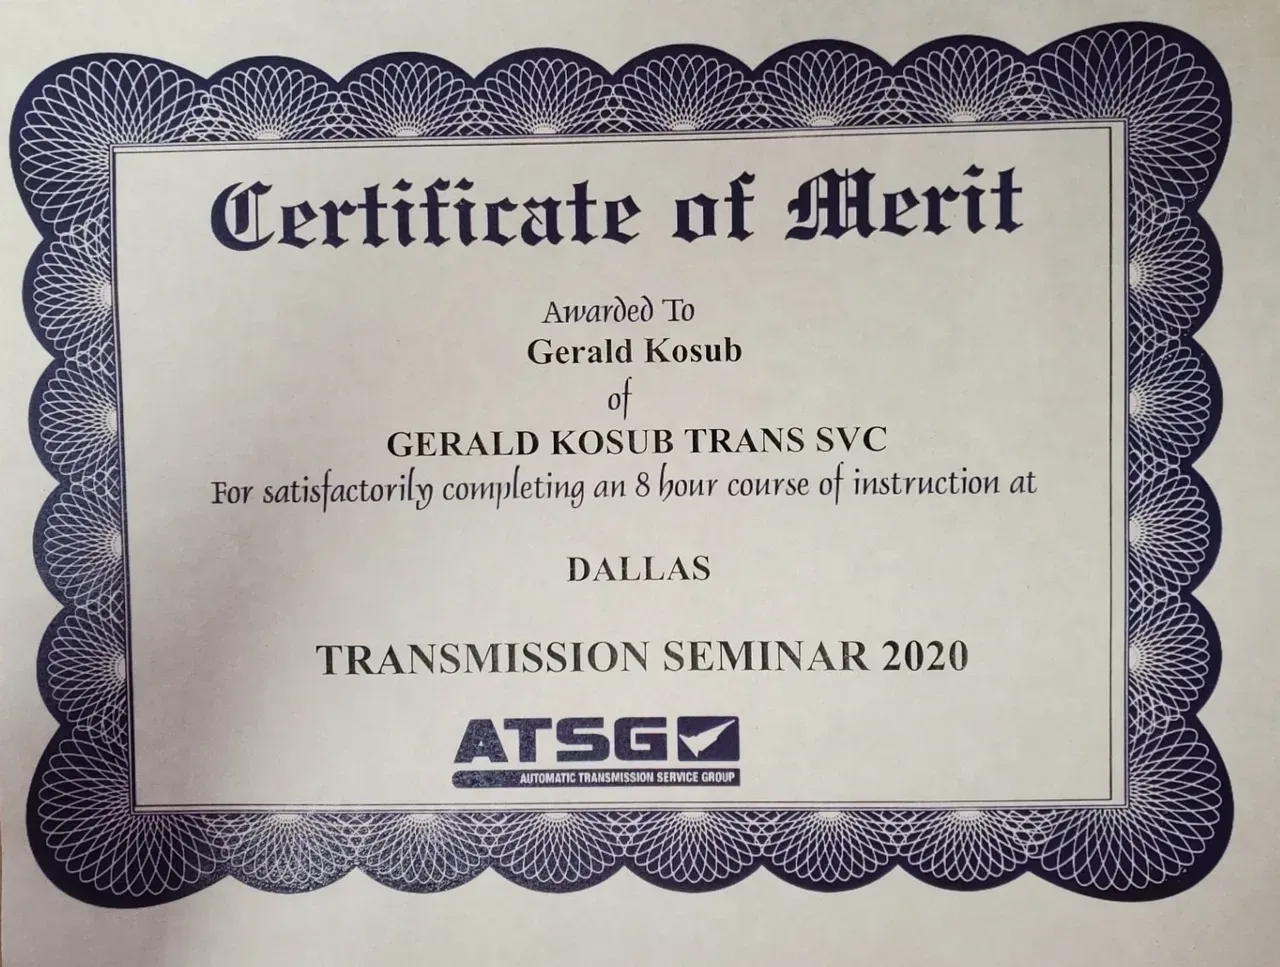 Certificate of Merit
Awarded To
Gerald Kosub
of
GERALD KOSUB TRANS SVC
For satisfactorily completing an 8 hour course of instruction at
DALLAS
TRANSMISSION SEMINAR 2020
ATSG
AUTOMATIC TRANSMISSION SERVICE GROUP